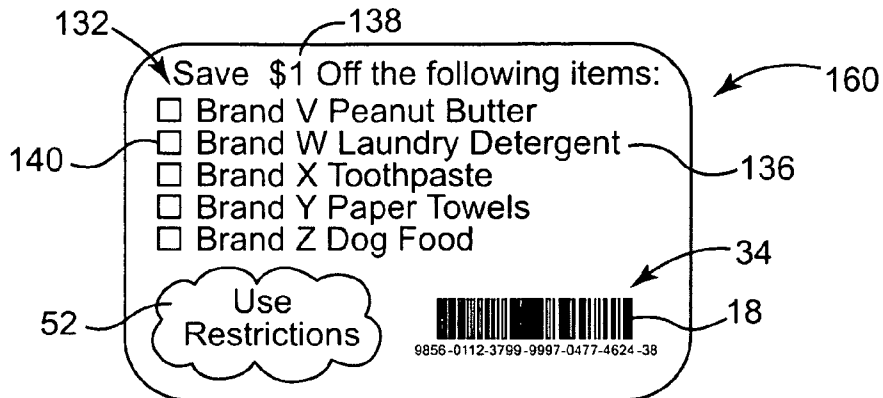 138
132
Save $1 Off the following items:
160
Brand V Peanut Butter
140
Brand W Laundry Detergent
136
Brand X Toothpaste
Brand Y Paper Towels
Brand Z Dog Food
34
52
Use
Restrictions
18
9856-0112-3799-9997-0477-4624-38